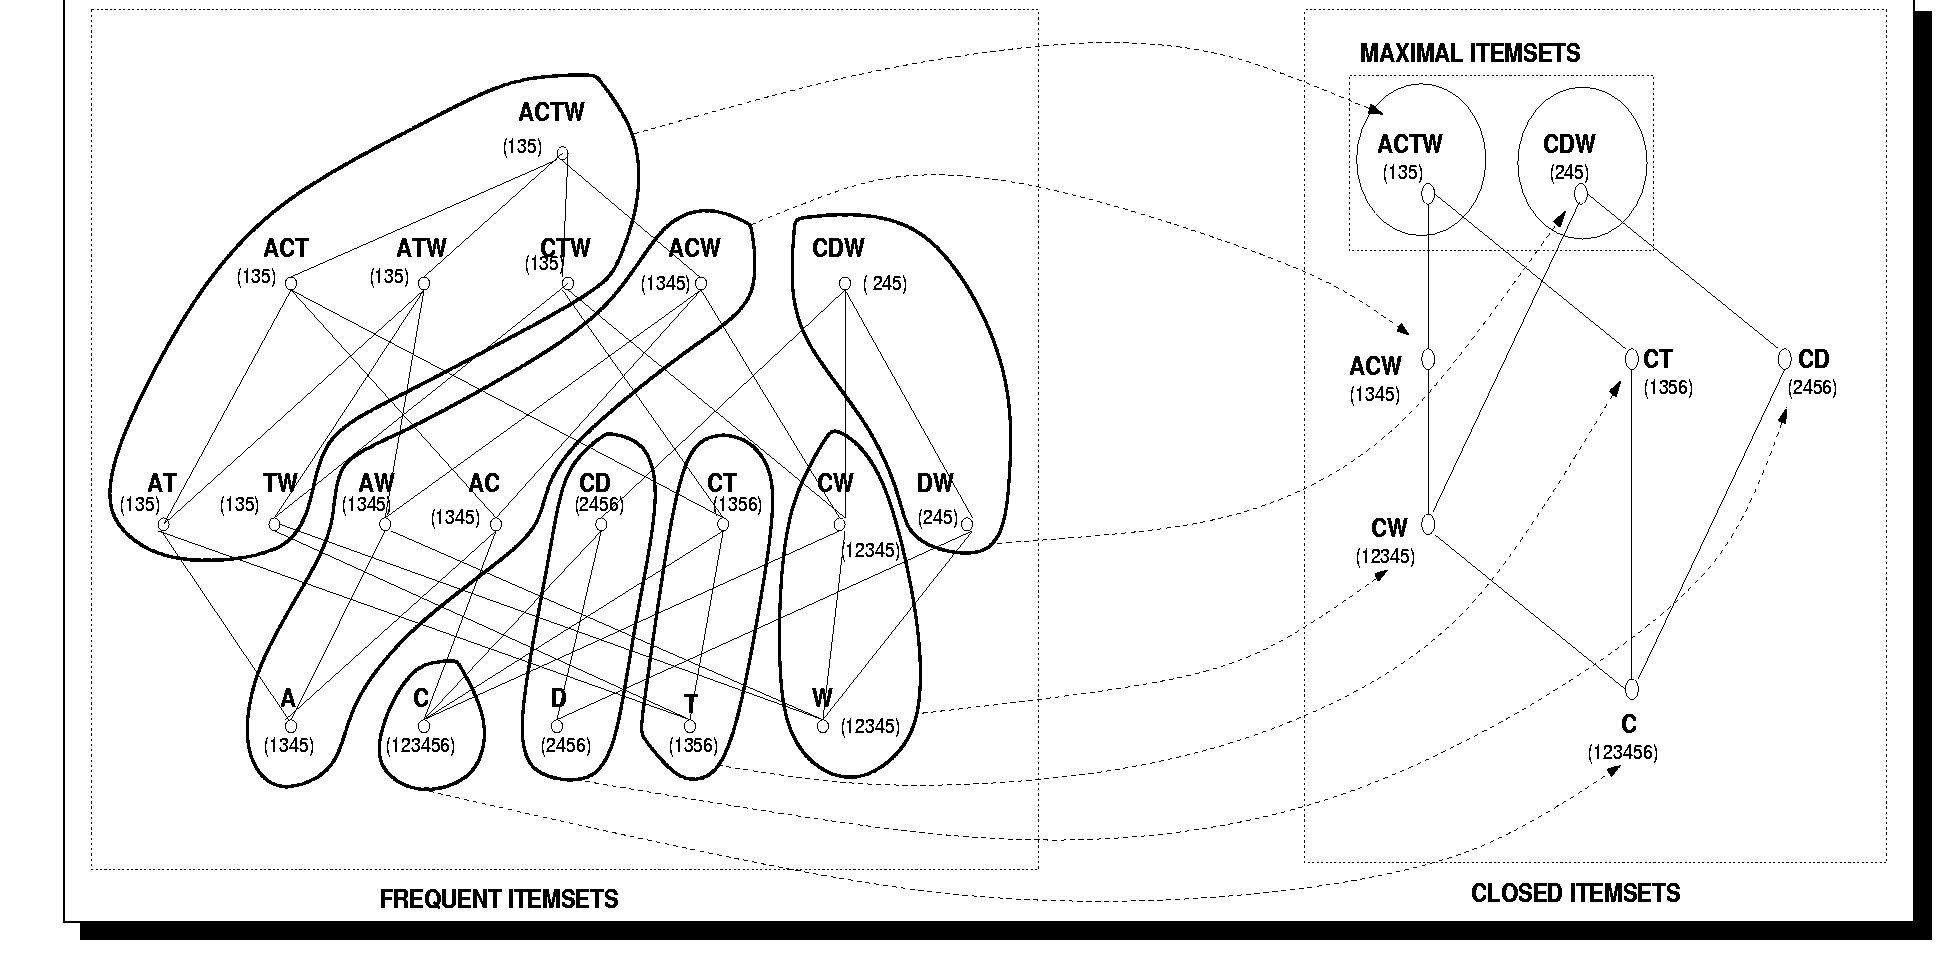 MAXIMAL ITEMSETS
ACTW
(135)
ACTW
(135)
CDW
(245)
ACT
(135)
ATW
(135)
CTW
(135)
ACW
(1345)
CDW
( 245)
ACW
(1345)
CT
(1356)
CD
(2456)
AT
(135)
TW
(135)
AW
(1345)
AC
(1345)
CD
(2456)
CT
(1356)
CW
(12345)
DW
(245)
CW
(12345)
A
(1345)
C
(123456)
D
(2456)
T
(1356)
W
(12345)
C
(123456)
FREQUENT ITEMSETS
CLOSED ITEMSETS